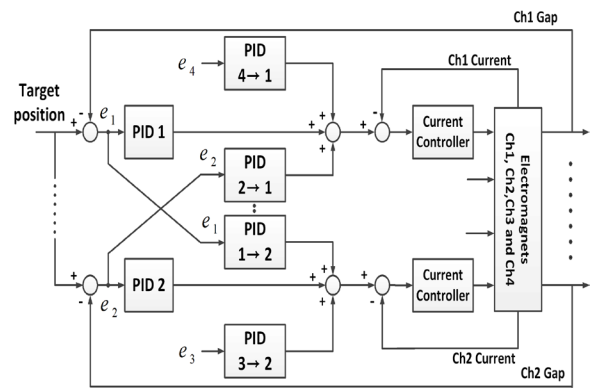 Ch1 Gap
PID
4→1
e4
Ch1 Current
Target
position
-
+
e1
PID 1
+
+
+
+
-
Current
Controller
Electromagnets
Ch1, Ch2,Ch3 and Ch4
e2
PID
2→1
e1
PID
1→2
+
-
e2
PID 2
+
+
+
+
-
Current
Controller
e3
PID
3→2
Ch2 Current
Ch2 Gap